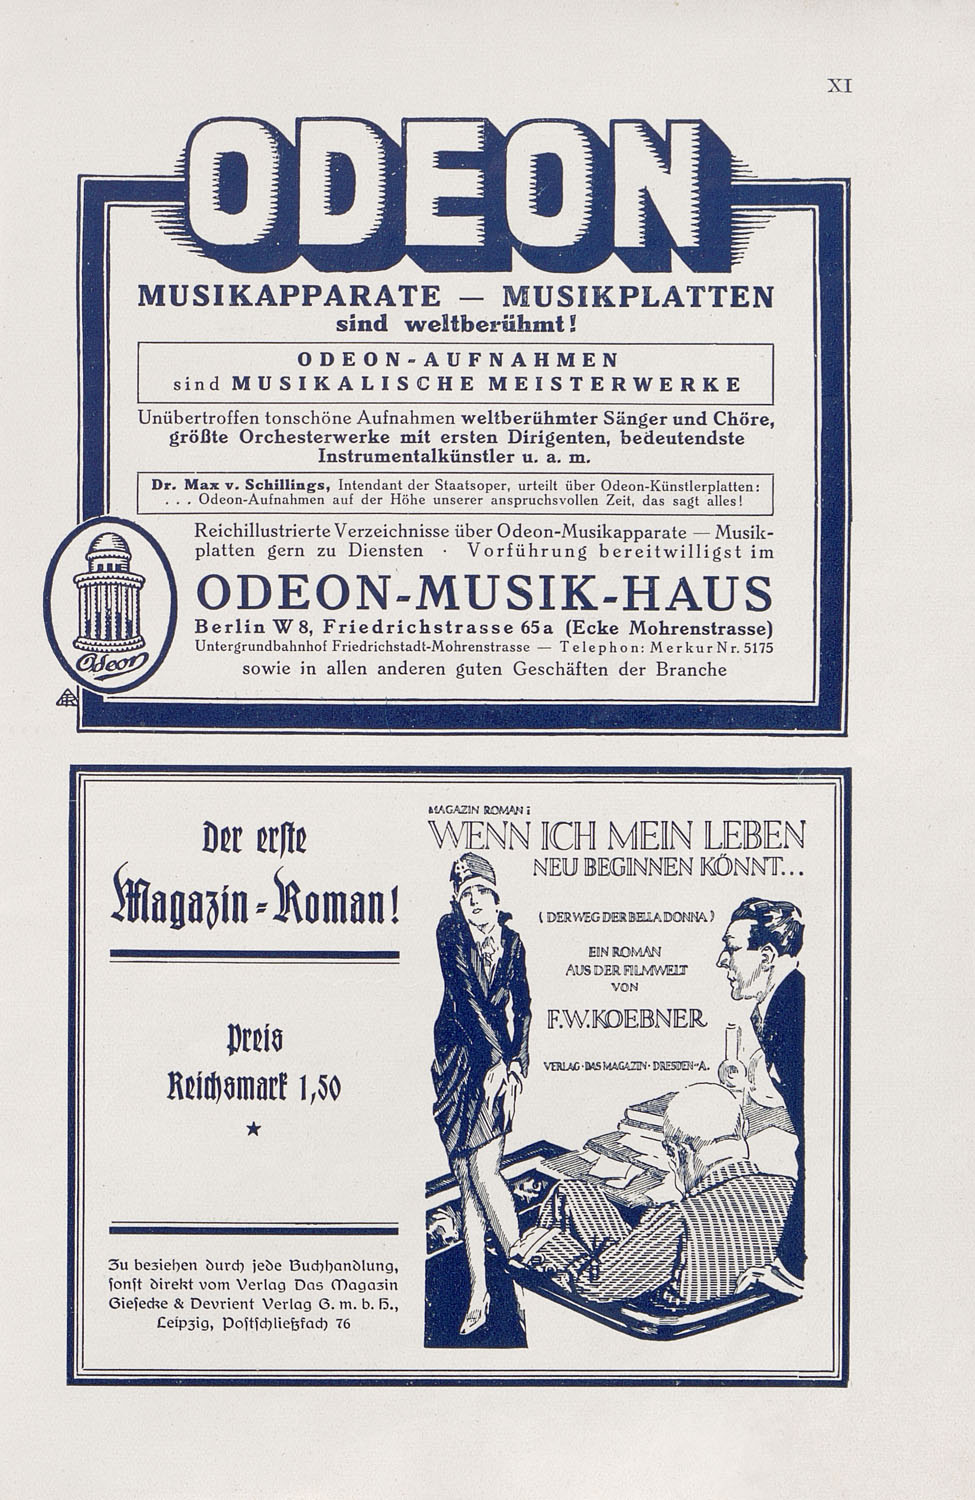 XI
ODEON
MUSIKAPPARATE — MUSIKPLATTEN
sind weltberühmt!
ODEON-AUFNAHMEN
sind MUSIKALISCHE MEISTERWERKE
Unübertroffen tonschöne Aufnahmen weltberühmter Sänger und Chöre,
größte Orchesterwerke mit ersten Dirigenten, bedeutendste
Instrumentalkünstler u. a. m.
Dr. Max v. Schillings, Intendant der Staatsoper, urteilt über Odeon-Künstlerplatten:
. . . Odeon-Aufnahmen auf der Höhe unserer anspruchsvollen Zeit, das sagt alles!
Reichillustrierte Verzeichnisse über Odeon-Musikapparate — Musik-
platten gern zu Diensten · Vorführung bereitwilligst im
ODEON-MUSIK-HAUS
Berlin W 8, Friedrichstrasse 65a (Ecke Mohrenstrasse)
Untergrundbahnhof Friedrichstadt-Mohrenstrasse — Telephon: Merkur Nr. 5175
sowie in allen anderen guten Geschäften der Branche
Odeon
Der erste
Magazin-Roman!
Preis
Reichsmark 1,50
Zu beziehen durch jede Buchhandlung,
sonst direkt vom Verlag Das Magazin
Giesecke & Devrient Verlag G. m. b. H.,
Leipzig, Postschließfach 76
MAGAZIN ROMAN:
WENN ICH MEIN LEBEN
NEU BEGINNEN KÖNNT...
(DER WEG DER BELLA DONNA)
EIN ROMAN
AUS DER FILMWELT
VON
F.W. KOEBNER
VERLAG · DAS MAGAZIN · DRESDEN-A.